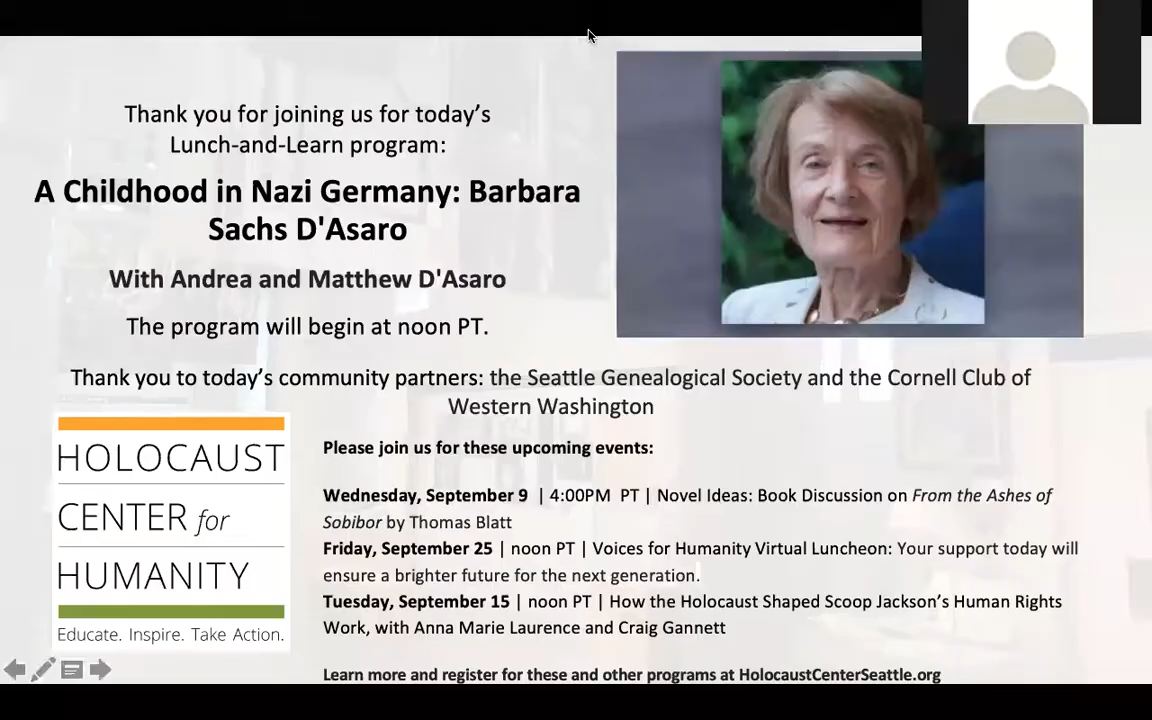 Thank you for joining us for today's
Lunch-and-Learn program:
A Childhood in Nazi Germany: Barbara
Sachs D'Asaro
With Andrea and Matthew D'Asaro
The program will begin at noon PT.
Thank you to today's community partners: the Seattle Genealogical Society and the Cornell Club of
Western Washington
HOLOCAUST
CENTER for
HUMANITY
Educate. Inspire. Take Action.
Please join us for these upcoming events:
Wednesday, September 9 | 4:00PM PT | Novel Ideas: Book Discussion on From the Ashes of
Sobibor by Thomas Blatt
Friday, September 25 | noon PT | Voices for Humanity Virtual Luncheon: Your support today will
ensure a brighter future for the next generation.
Tuesday, September 15 | noon PT | How the Holocaust Shaped Scoop Jackson's Human Rights
Work, with Anna Marie Laurence and Craig Gannett
Learn more and register for these and other programs at HolocaustCenterSeattle.org